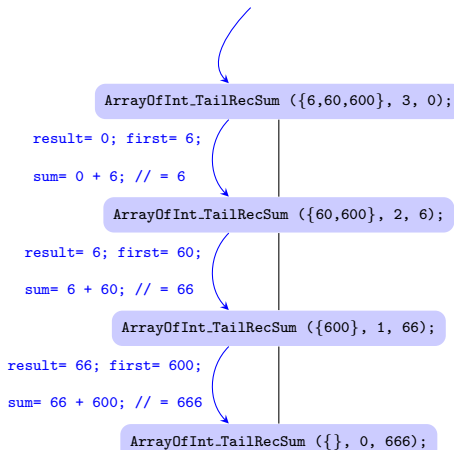 ArrayOfInt_TailRecSum ({6,60,600}, 3, 0);
result= 0; first= 6;
sum= 0 + 6; // = 6
ArrayOfInt_TailRecSum ({60,600}, 2, 6);
result= 6; first= 60;
sum= 6 + 60; // = 66
ArrayOfInt_TailRecSum ({600}, 1, 66);
result= 66; first= 600;
sum= 66 + 600; // = 666
ArrayOfInt_TailRecSum ({}, 0, 666);